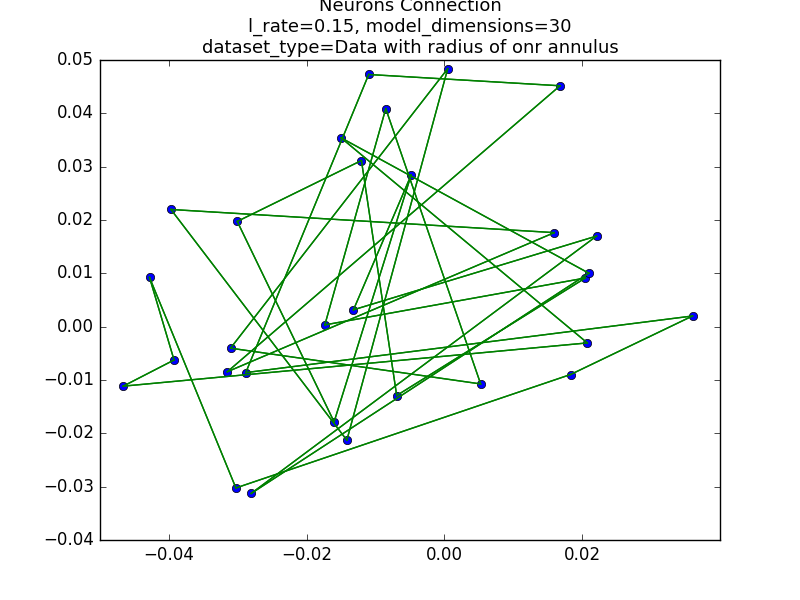 Neurons Connection
l_rate=0.15, model_dimensions=30
dataset_type=Data with radius of onr annulus
0.05
0.04
0.03
0.02
0.01
0.00
−0.01
−0.02
−0.03
−0.04
−0.04 −0.02 0.00 0.02